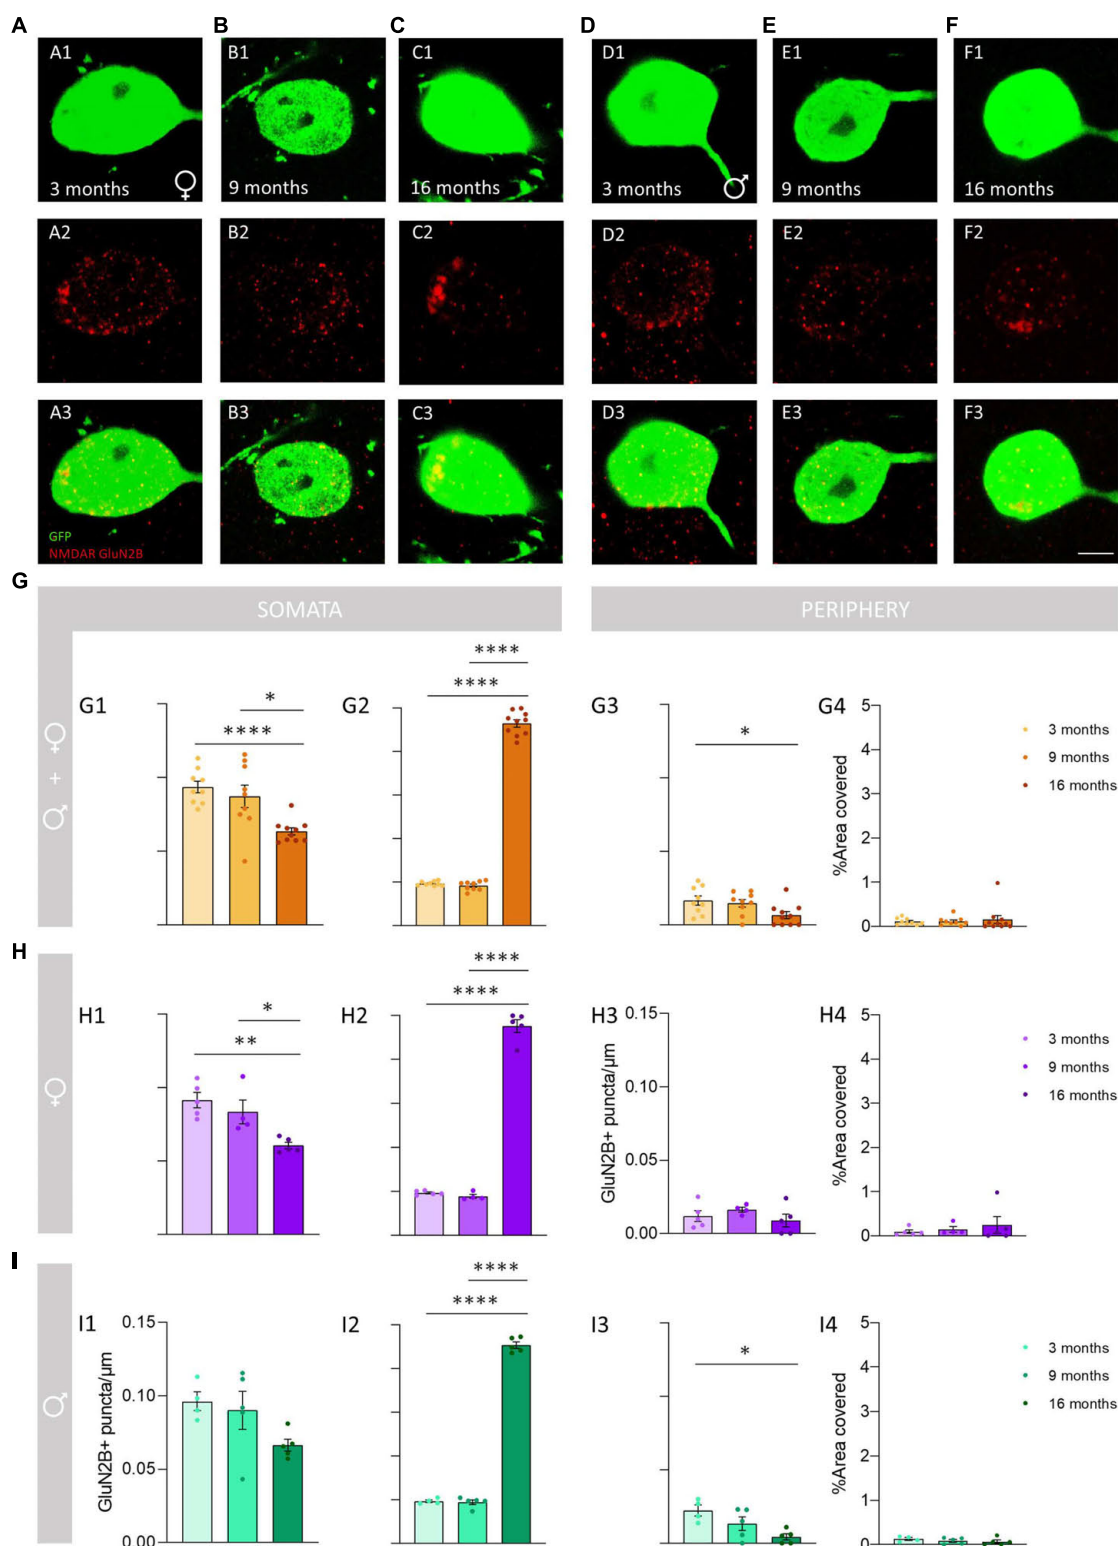 A B C D E F
A1 B1 C1 D1 E1 F1
3 months ♀ 9 months 16 months 3 months ♂ 9 months 16 months
A2 B2 C2 D2 E2 F2
A3 B3 C3 D3 E3 F3
GFP
NMDAR GluN2B
G
SOMATA PERIPHERY
♀ + ♂
G1
*
****
G2
****
****
G3
*
G4
%Area covered
5
4
3
2
1
0
3 months
9 months
16 months
H
♀
H1
*
**
H2
****
****
H3
GluN2B+ puncta/µm
0.15
0.10
0.05
0.00
H4
%Area covered
5
4
3
2
1
0
3 months
9 months
16 months
I
♂
I1
GluN2B+ puncta/µm
0.15
0.10
0.05
0.00
I2
****
****
I3
*
I4
%Area covered
5
4
3
2
1
0
3 months
9 months
16 months